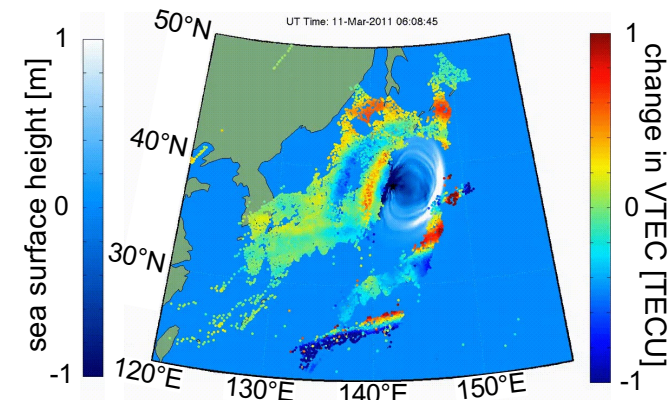 UT Time: 11-Mar-2011 06:08:45
50°N
40°N
30°N
120°E
130°E
140°E
150°E
sea surface height [m]
1
0
-1
change in VTEC [TECU]
1
0
-1